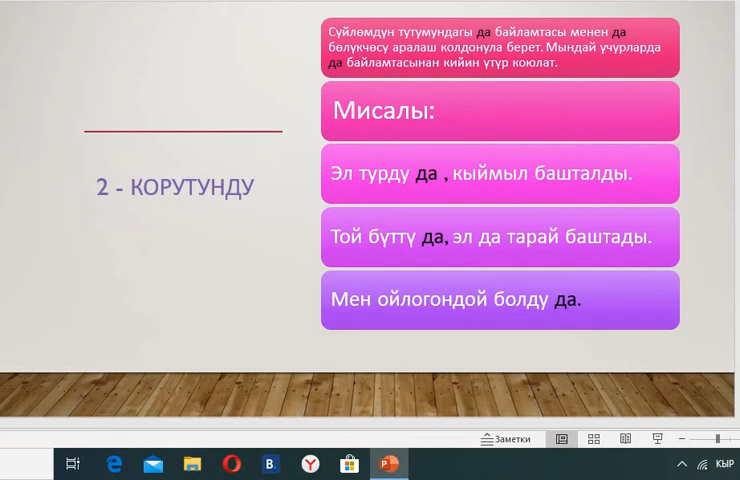 Сүйлөмдүн тутумундагы да байламтасы менен да
бөлүкчөсү аралаш колдонула берет. Мындай учурларда
да байламтасынан кийин үтүр коюлат.
Мисалы:
2 - КОРУТУНДУ
Эл турду да , кыймыл башталды.
Той бүттү да, эл да тарай баштады.
Мен ойлогондой болду да.
Заметки
B.
КЫР